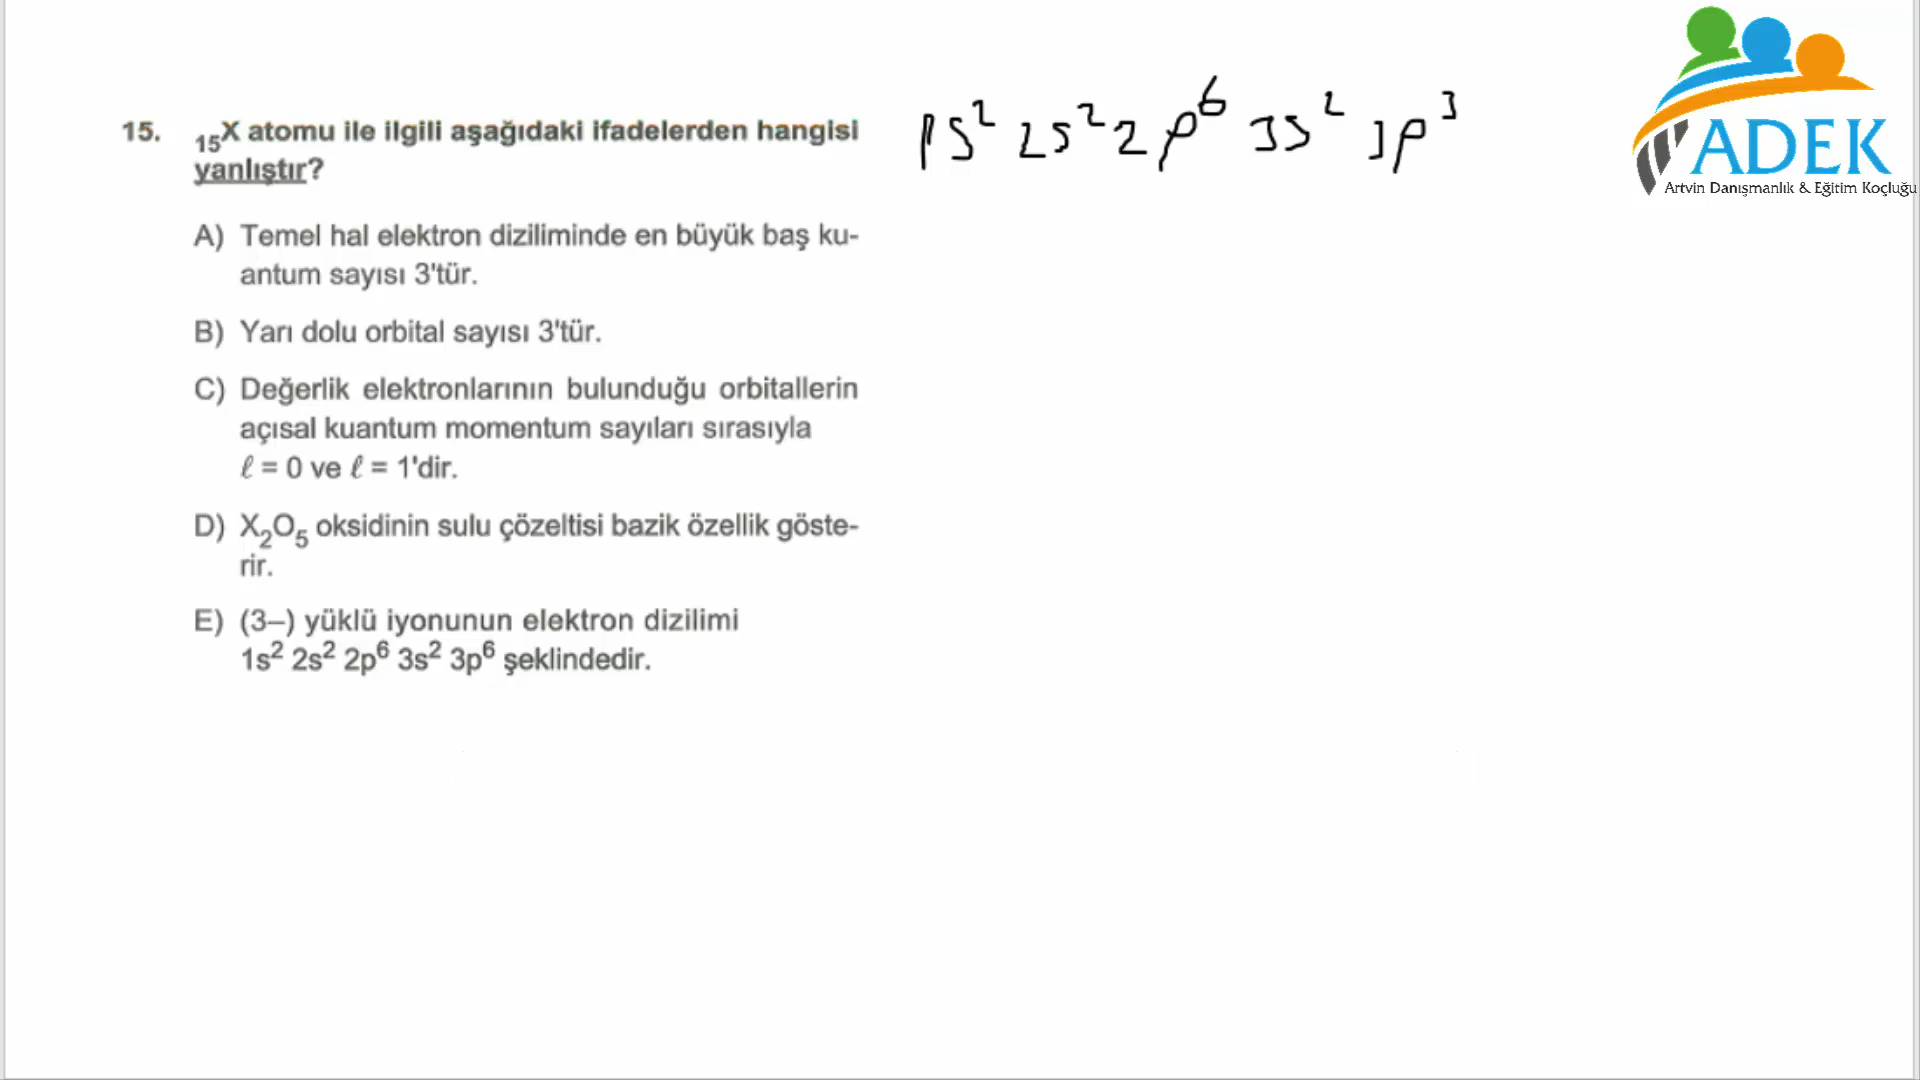 15. ₁₅X atomu ile ilgili aşağıdaki ifadelerden hangisi
yanlıştır?
A) Temel hal elektron diziliminde en büyük baş ku-
antum sayısı 3'tür.
B) Yarı dolu orbital sayısı 3'tür.
C) Değerlik elektronlarının bulunduğu orbitallerin
açısal kuantum momentum sayıları sırasıyla
ℓ = 0 ve ℓ = 1'dir.
D) X₂O₅ oksidinin sulu çözeltisi bazik özellik göste-
rir.
E) (3–) yüklü iyonunun elektron dizilimi
1s² 2s² 2p⁶ 3s² 3p⁶ şeklindedir.
1s² 2s² 2p⁶ 3s² 3p³
ADEK
Artvin Danışmanlık & Eğitim Koçluğu